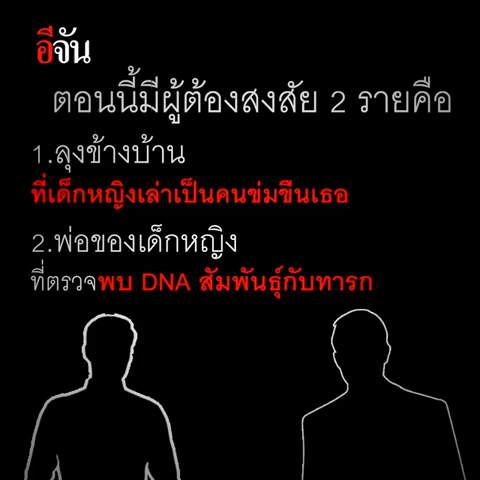 อีจัน
ตอนนี้มีผู้ต้องสงสัย 2 รายคือ
1.ลุงข้างบ้าน
ที่เด็กหญิงเล่าเป็นคนข่มขืนเธอ
2.พ่อของเด็กหญิง
ที่ตรวจพบ DNA สัมพันธุ์กับทารก